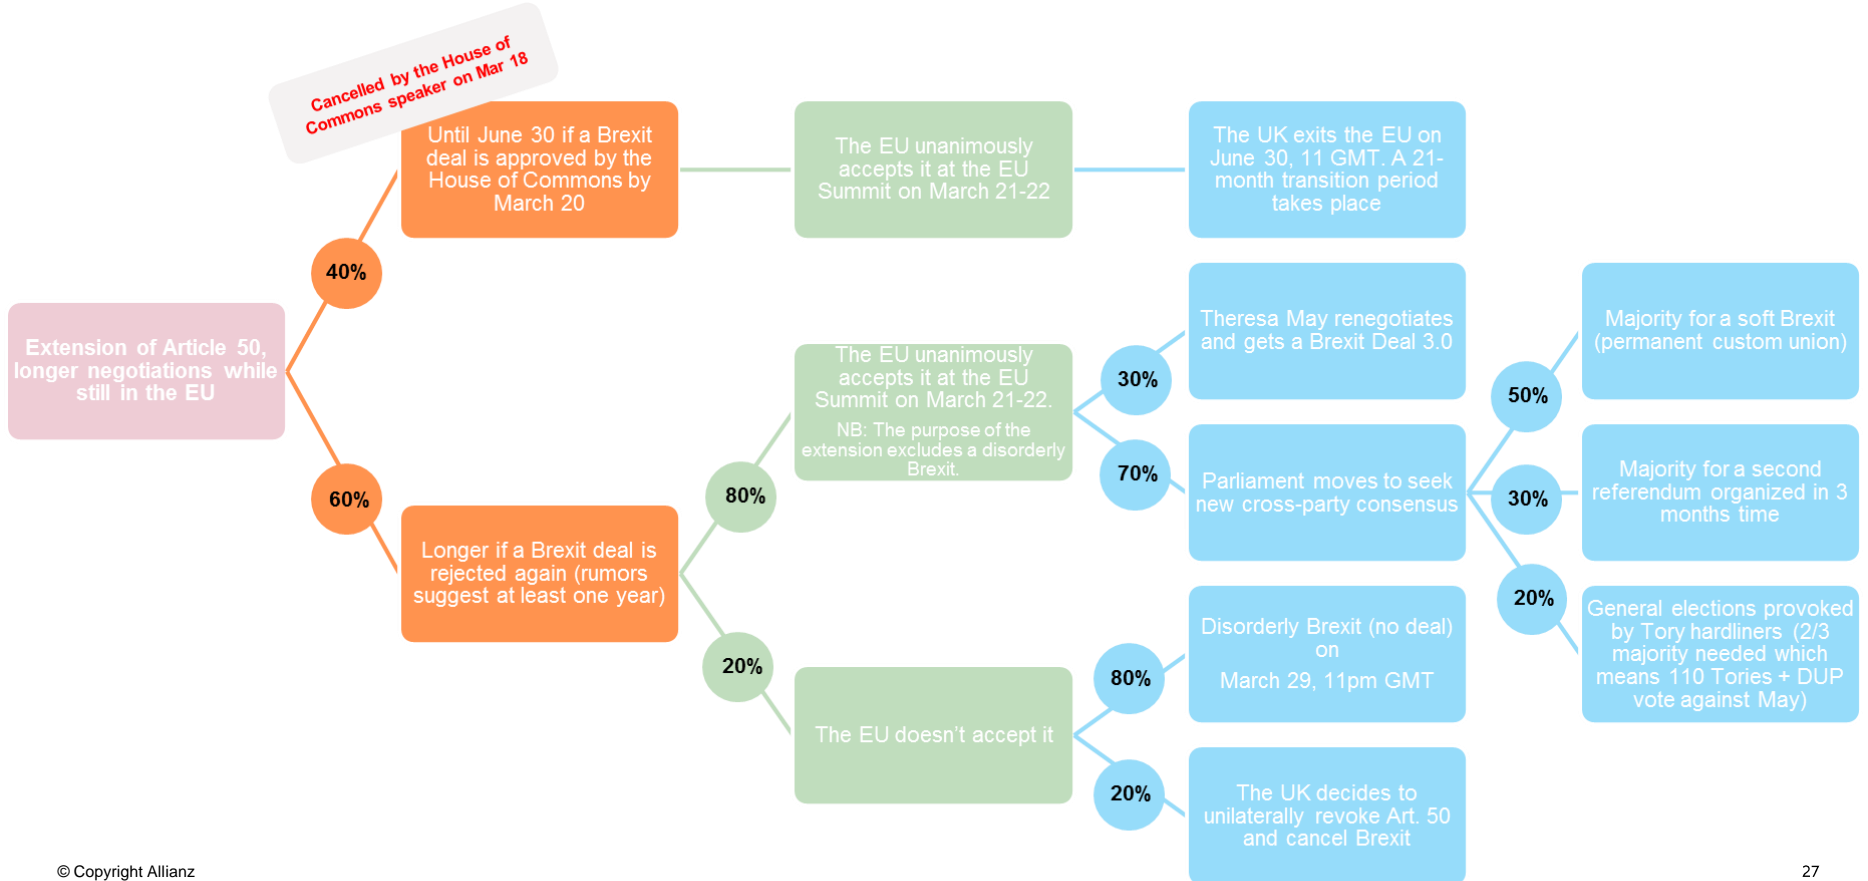 Cancelled by the House of
Commons speaker on Mar 18
Until June 30 if a Brexit
deal is approved by the
House of Commons by
March 20
The EU unanimously
accepts it at the EU
Summit on March 21-22
The UK exits the EU on
June 30, 11 GMT. A 21-
month transition period
takes place
40%
Extension of Article 50,
longer negotiations while
still in the EU
60%
Longer if a Brexit deal is
rejected again (rumors
suggest at least one year)
80%
The EU unanimously
accepts it at the EU
Summit on March 21-22.
NB: The purpose of the
extension excludes a disorderly
Brexit.
30%
Theresa May renegotiates
and gets a Brexit Deal 3.0
70%
Parliament moves to seek
new cross-party consensus
50%
Majority for a soft Brexit
(permanent custom union)
30%
Majority for a second
referendum organized in 3
months time
20%
General elections provoked
by Tory hardliners (2/3
majority needed which
means 110 Tories + DUP
vote against May)
20%
The EU doesn’t accept it
80%
Disorderly Brexit (no deal)
on
March 29, 11pm GMT
20%
The UK decides to
unilaterally revoke Art. 50
and cancel Brexit
© Copyright Allianz
27